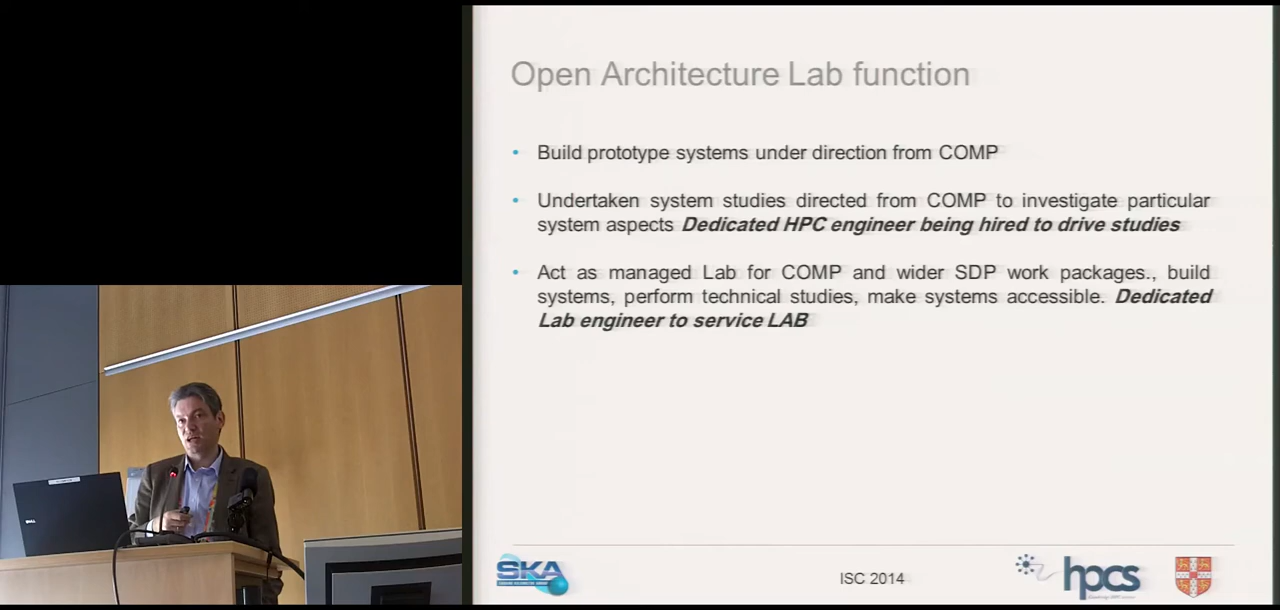 Open Architecture Lab function
Build prototype systems under direction from COMP
Undertaken system studies directed from COMP to investigate particular
system aspects Dedicated HPC engineer being hired to drive studies
Act as managed Lab for COMP and wider SDP work packages., build
systems, perform technical studies, make systems accessible. Dedicated
Lab engineer to service LAB
SKA
ISC 2014
hpcs
DELL